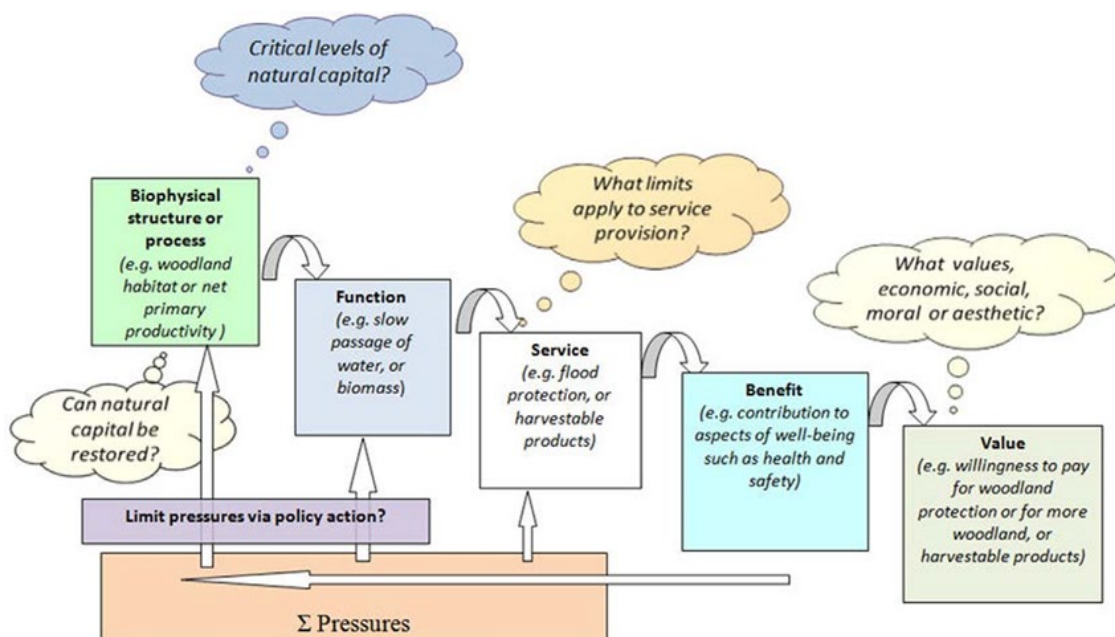 Critical levels of
natural capital?
Biophysical
structure or
process
(e.g. woodland
habitat or net
primary
productivity )
What limits
apply to service
provision?
Function
(e.g. slow
passage of
water, or
biomass)
What values,
economic, social,
moral or aesthetic?
Service
(e.g. flood
protection, or
harvestable
products)
Benefit
(e.g. contribution to
aspects of well-being
such as health and
safety)
Can natural
capital be
restored?
Value
(e.g. willingness to pay
for woodland
protection or for more
woodland, or
harvestable products)
Limit pressures via policy action?
Σ Pressures